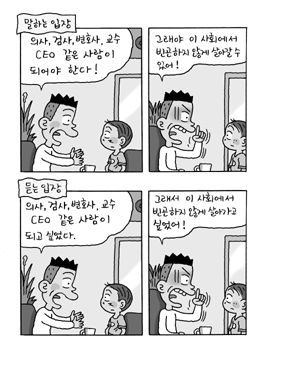 말하는 입장
의사, 검사, 변호사, 교수
CEO 같은 사람이
되어야 한다!
그래야 이 사회에서
빈곤하지 않게 살아갈 수
있어!
듣는 입장
의사, 검사, 변호사, 교수
CEO 같은 사람이
되고 싶었다.
그래서 이 사회에서
빈곤하지 않게 살아가고
싶었어!